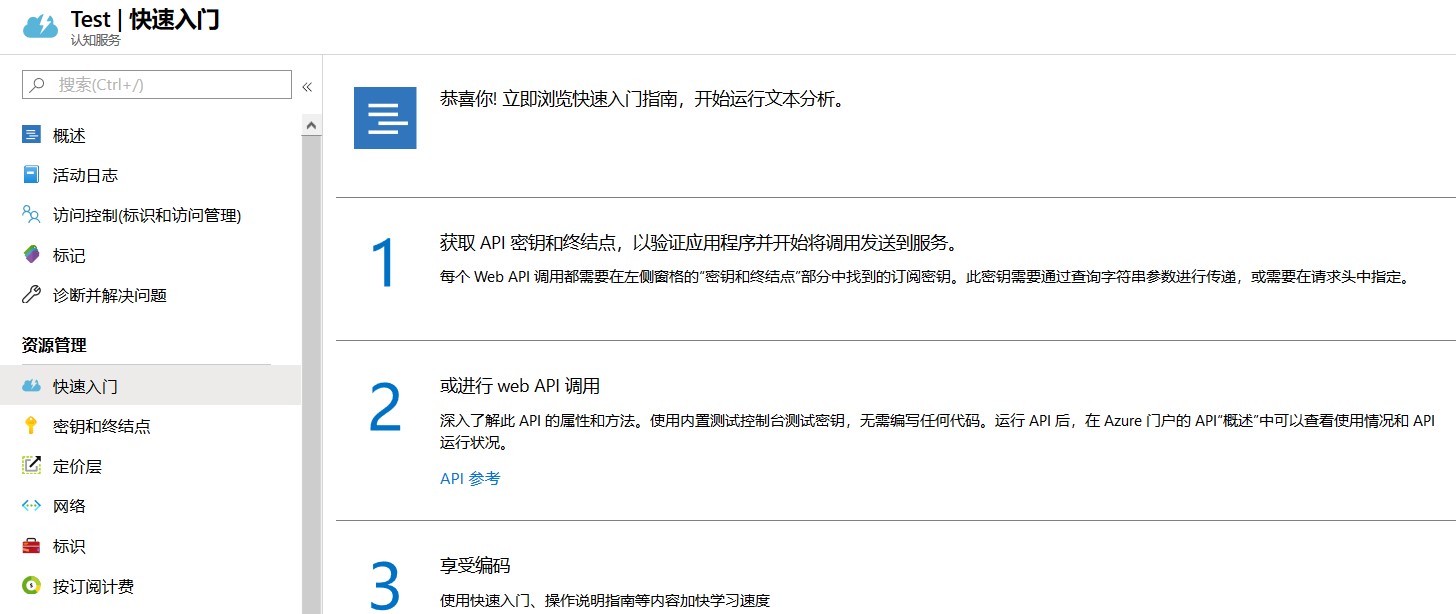 Test | 快速入门
认知服务
搜索(Ctrl+/)
«
概述
活动日志
访问控制(标识和访问管理)
标记
诊断并解决问题
资源管理
快速入门
密钥和终结点
定价层
网络
标识
按订阅计费
恭喜你! 立即浏览快速入门指南，开始运行文本分析。
1
获取 API 密钥和终结点，以验证应用程序并开始将调用发送到服务。
每个 Web API 调用都需要在左侧窗格的“密钥和终结点”部分中找到的订阅密钥。此密钥需要通过查询字符串参数进行传递，或需要在请求头中指定。
2
或进行 web API 调用
深入了解此 API 的属性和方法。使用内置测试控制台测试密钥，无需编写任何代码。运行 API 后，在 Azure 门户的 API“概述”中可以查看使用情况和 API
运行状况。
API 参考
3
享受编码
使用快速入门、操作说明指南等内容加快学习速度